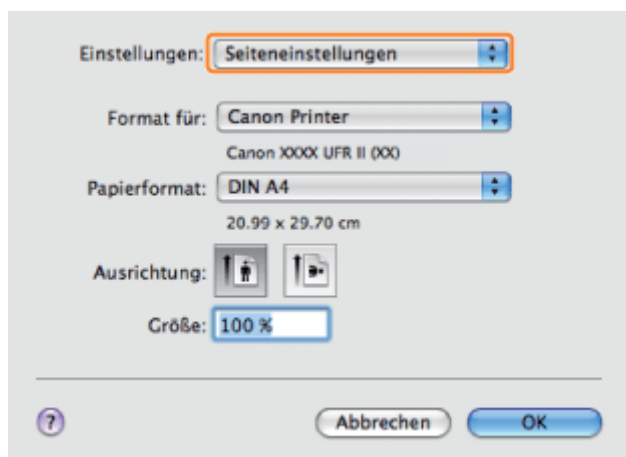 Einstellungen: Seiteneinstellungen
Format für: Canon Printer
Canon XXXX UFR II (XX)
Papierformat: DIN A4
20.99 x 29.70 cm
Ausrichtung:
Größe: 100 %
? Abbrechen OK